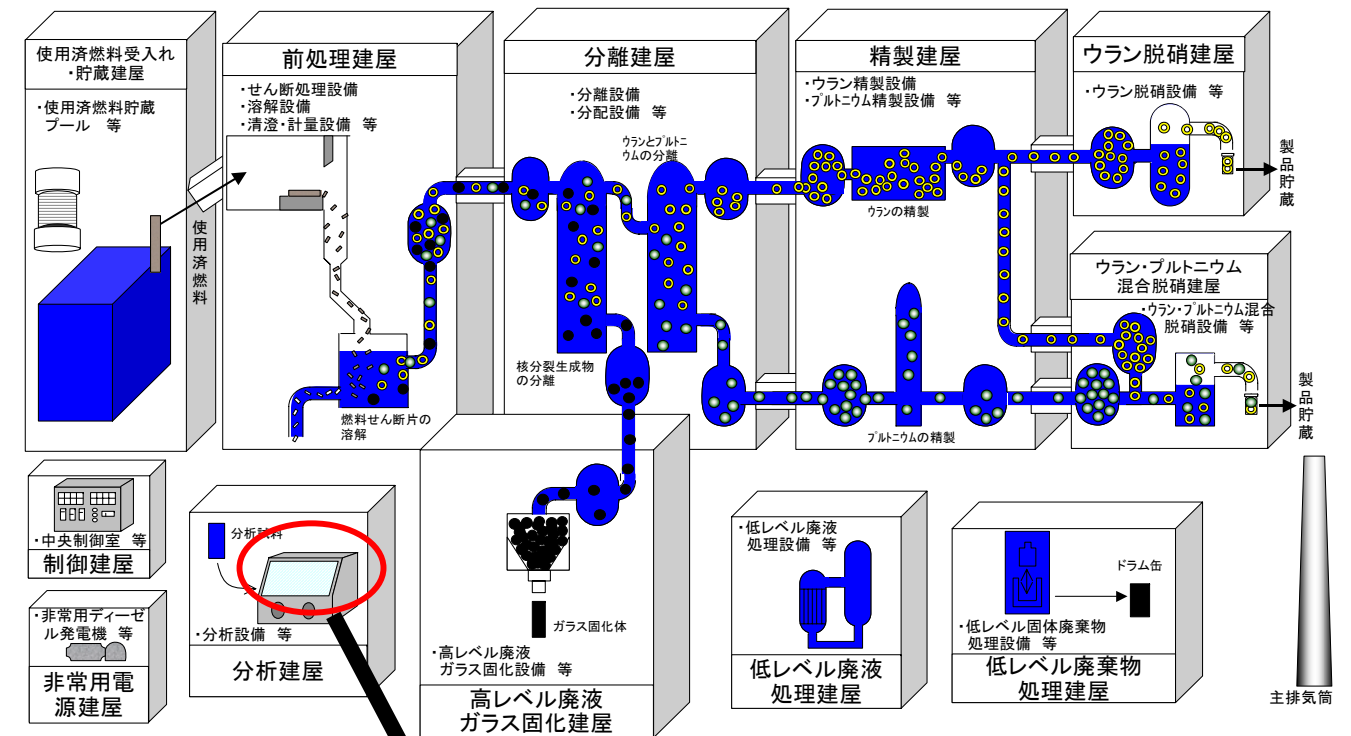 使用済燃料受入れ
・貯蔵建屋
・使用済燃料貯蔵
プール 等
使用済燃料
前処理建屋
・せん断処理設備
・溶解設備
・清澄・計量設備 等
燃料せん断片の
溶解
分離建屋
・分離設備
・分配設備 等
ウランとプルトニ
ウムの分離
核分裂生成物
の分離
精製建屋
・ウラン精製設備
・プルトニウム精製設備 等
ウランの精製
プルトニウムの精製
ウラン脱硝建屋
・ウラン脱硝設備 等
製品貯蔵
ウラン・プルトニウム
混合脱硝建屋
・ウラン・プルトニウム混合
脱硝設備 等
製品貯蔵
・中央制御室 等
制御建屋
・非常用ディーゼ
ル発電機 等
非常用電
源建屋
分析試料
・分析設備 等
分析建屋
ガラス固化体
・高レベル廃液
ガラス固化設備 等
高レベル廃液
ガラス固化建屋
・低レベル廃液
処理設備 等
低レベル廃液
処理建屋
ドラム缶
・低レベル固体廃棄物
処理設備 等
低レベル廃棄物
処理建屋
主排気筒